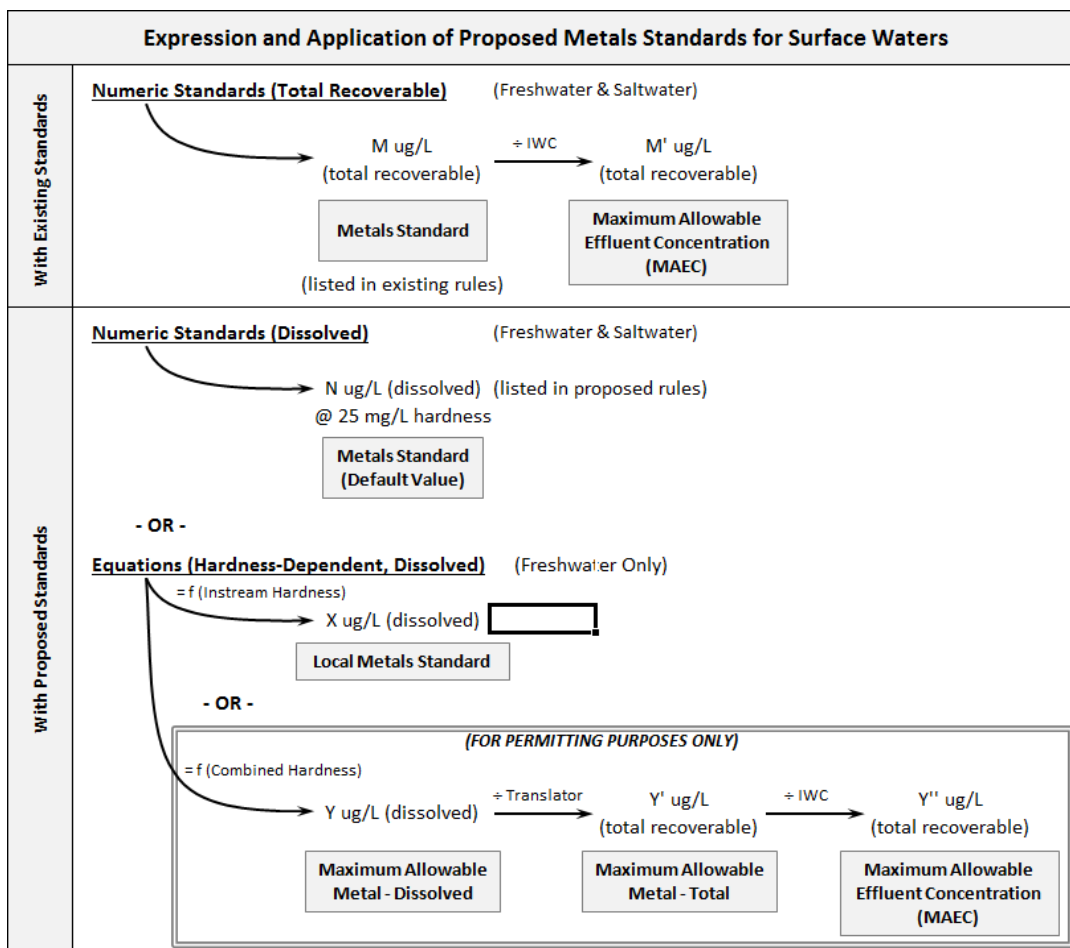 Expression and Application of Proposed Metals Standards for Surface Waters
With Existing Standards
Numeric Standards (Total Recoverable) (Freshwater & Saltwater)
M ug/L ÷ IWC M' ug/L
(total recoverable) (total recoverable)
Metals Standard
Maximum Allowable
Effluent Concentration
(MAEC)
(listed in existing rules)
With Proposed Standards
Numeric Standards (Dissolved) (Freshwater & Saltwater)
N ug/L (dissolved) (listed in proposed rules)
@ 25 mg/L hardness
Metals Standard
(Default Value)
- OR -
Equations (Hardness-Dependent, Dissolved) (Freshwater Only)
= f (Instream Hardness)
X ug/L (dissolved)
Local Metals Standard
- OR -
(FOR PERMITTING PURPOSES ONLY)
= f (Combined Hardness)
Y ug/L (dissolved) ÷ Translator Y' ug/L ÷ IWC Y'' ug/L
(total recoverable) (total recoverable)
Maximum Allowable
Metal - Dissolved
Maximum Allowable
Metal - Total
Maximum Allowable
Effluent Concentration
(MAEC)